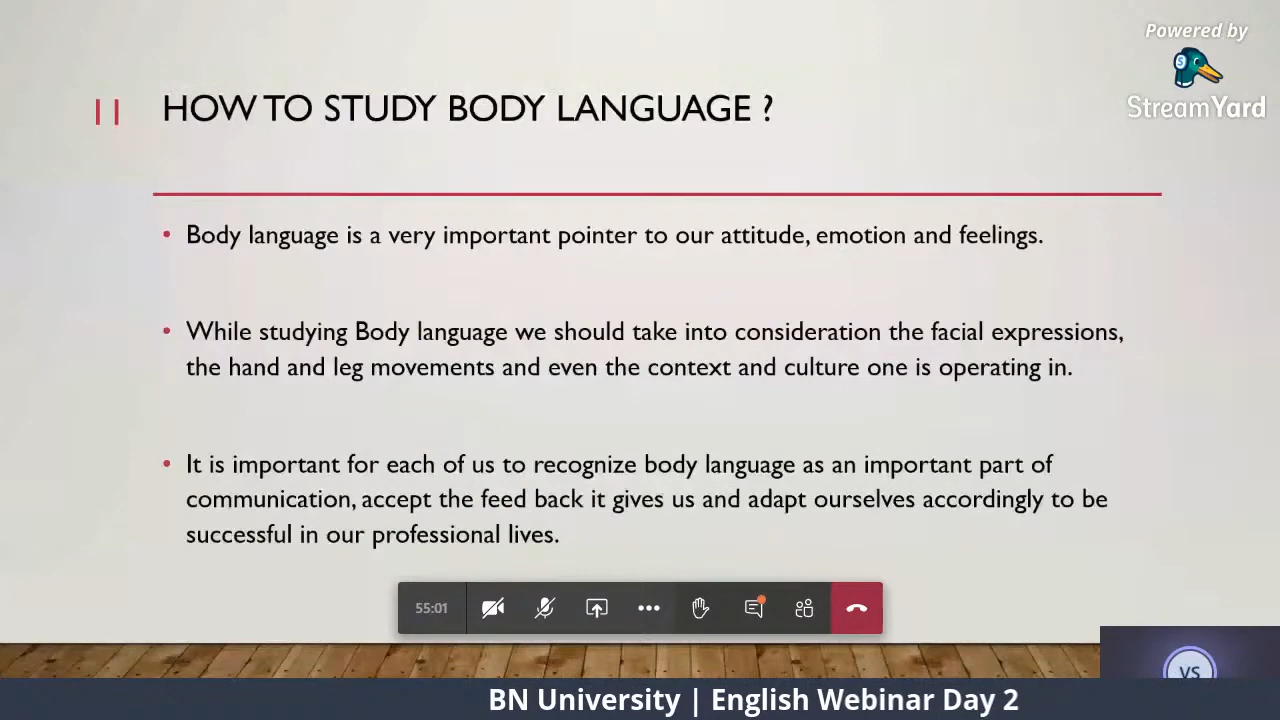 Powered by
StreamYard
11 HOW TO STUDY BODY LANGUAGE ?
• Body language is a very important pointer to our attitude, emotion and feelings.
• While studying Body language we should take into consideration the facial expressions,
the hand and leg movements and even the context and culture one is operating in.
• It is important for each of us to recognize body language as an important part of
communication, accept the feed back it gives us and adapt ourselves accordingly to be
successful in our professional lives.
55:01
VS
BN University | English Webinar Day 2